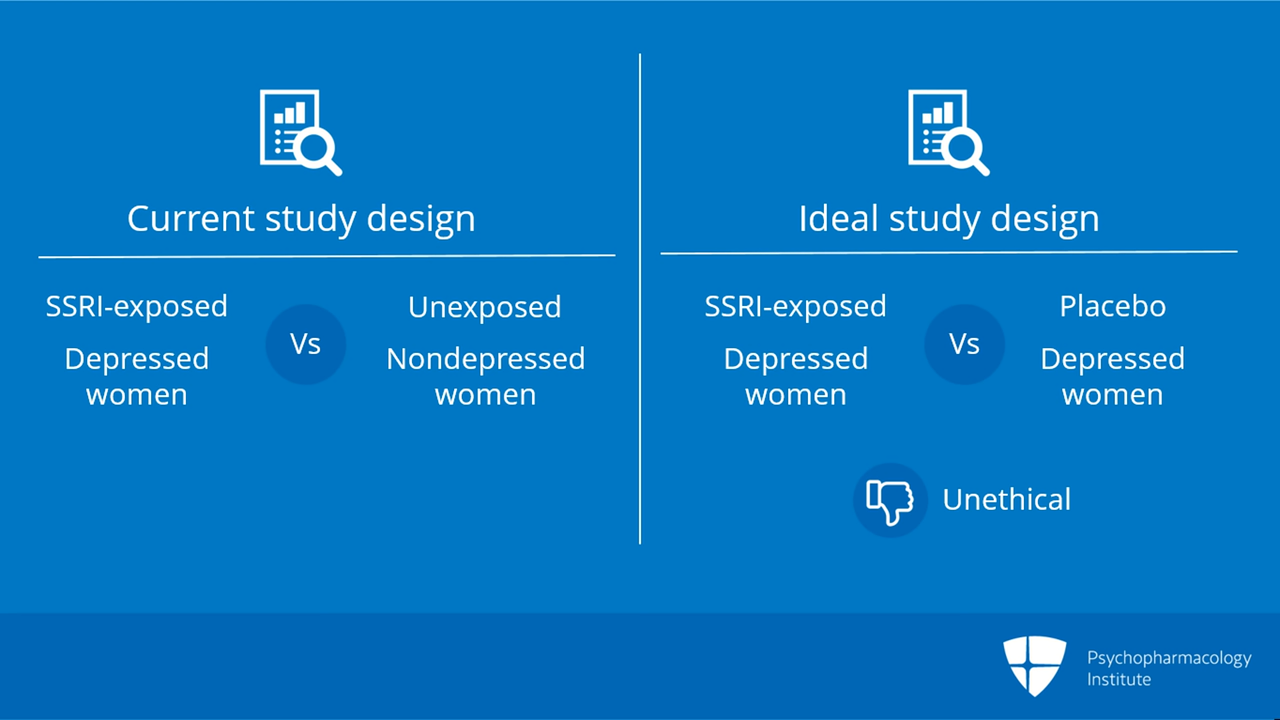 Current study design
SSRI-exposed
Depressed
women
Vs
Unexposed
Nondepressed
women
Ideal study design
SSRI-exposed
Depressed
women
Vs
Placebo
Depressed
women
Unethical
Psychopharmacology
Institute